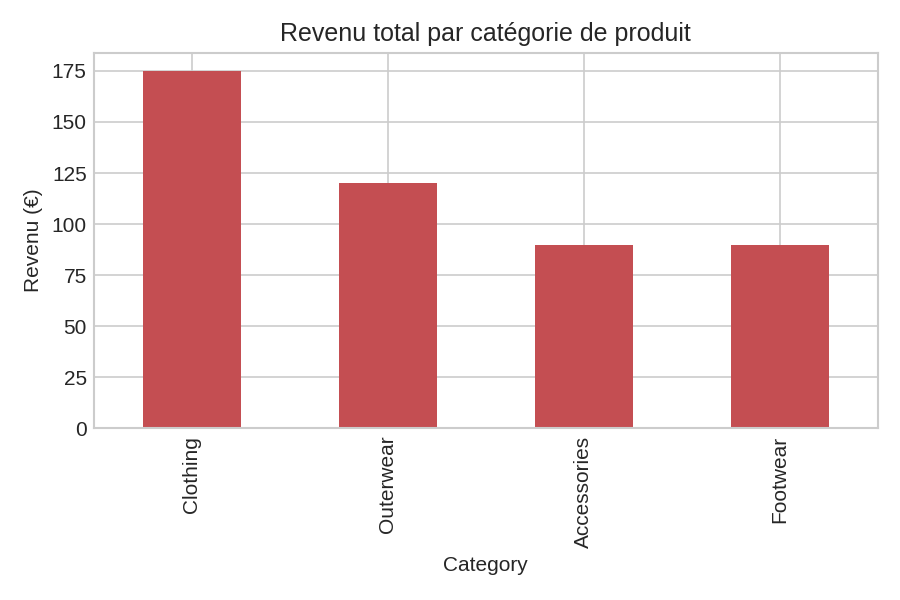 Revenu total par catégorie de produit
Revenu (€)
175
150
125
100
75
50
25
0
Clothing
Outerwear
Accessories
Footwear
Category